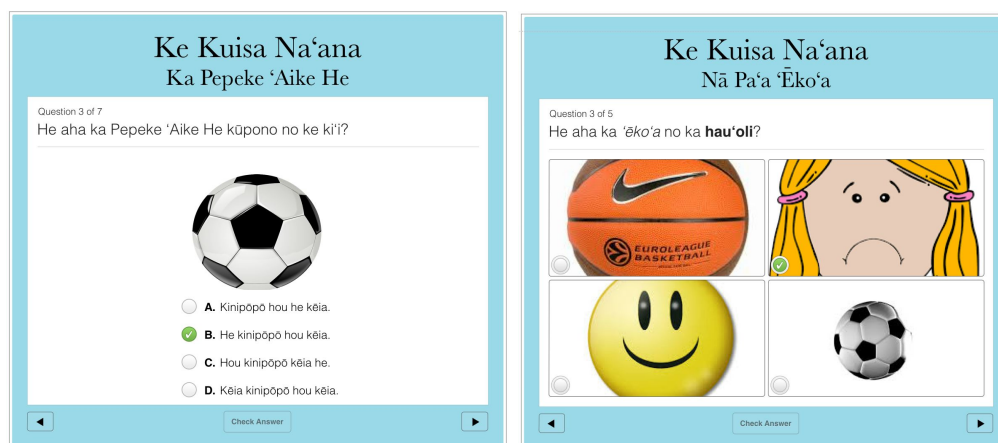 Ke Kuisa Naʻana
Ka Pepeke ʻAike He
Question 3 of 7
He aha ka Pepeke ʻAike He kūpono no ke kiʻi?
A. Kinipōpō hou he kēia.
B. He kinipōpō hou kēia.
C. Hou kinipōpō kēia he.
D. Kēia kinipōpō hou kēia.
Check Answer
Ke Kuisa Naʻana
Nā Paʻa ʻĒkoʻa
Question 3 of 5
He aha ka ʻēkoʻa no ka hauʻoli?
EUROLEAGUE
BASKETBALL
Check Answer